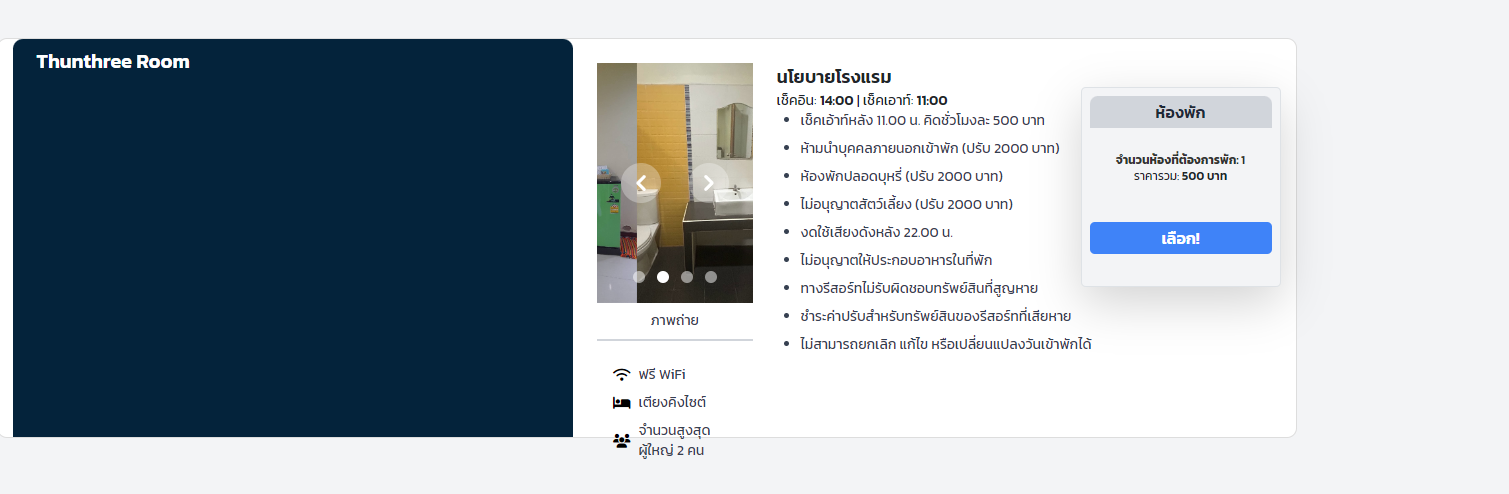 Thunthree Room
ภาพถ่าย
ฟรี WiFi
เตียงคิงไซต์
จำนวนสูงสุด
ผู้ใหญ่ 2 คน
นโยบายโรงแรม
เช็คอิน: 14:00 | เช็คเอาท์: 11:00
เช็คเอ้าท์หลัง 11.00 น. คิดชั่วโมงละ 500 บาท
ห้ามนำบุคคลภายนอกเข้าพัก (ปรับ 2000 บาท)
ห้องพักปลอดบุหรี่ (ปรับ 2000 บาท)
ไม่อนุญาตสัตว์เลี้ยง (ปรับ 2000 บาท)
งดใช้เสียงดังหลัง 22.00 น.
ไม่อนุญาตให้ประกอบอาหารในที่พัก
ทางรีสอร์ทไม่รับผิดชอบทรัพย์สินที่สูญหาย
ชำระค่าปรับสำหรับทรัพย์สินของรีสอร์ทที่เสียหาย
ไม่สามารถยกเลิก แก้ไข หรือเปลี่ยนแปลงวันเข้าพักได้
ห้องพัก
จำนวนห้องที่ต้องการพัก: 1
ราคารวม: 500 บาท
เลือก!